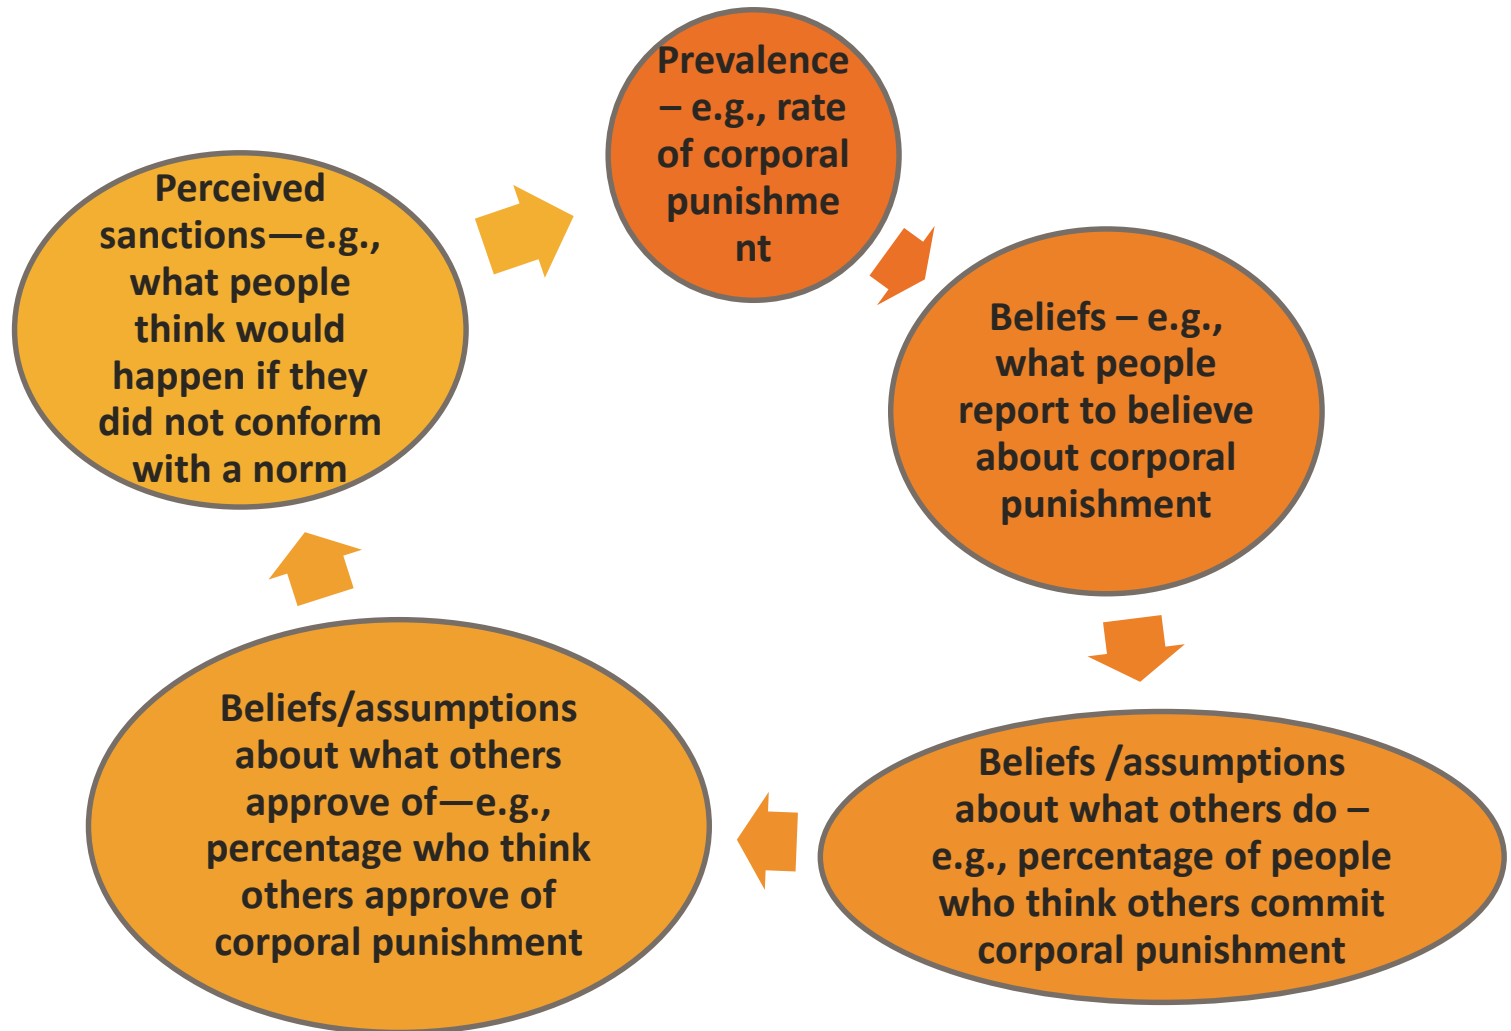 Prevalence
– e.g., rate
of corporal
punishme
nt
Beliefs – e.g.,
what people
report to believe
about corporal
punishment
Beliefs /assumptions
about what others do –
e.g., percentage of people
who think others commit
corporal punishment
Beliefs/assumptions
about what others
approve of—e.g.,
percentage who think
others approve of
corporal punishment
Perceived
sanctions—e.g.,
what people
think would
happen if they
did not conform
with a norm